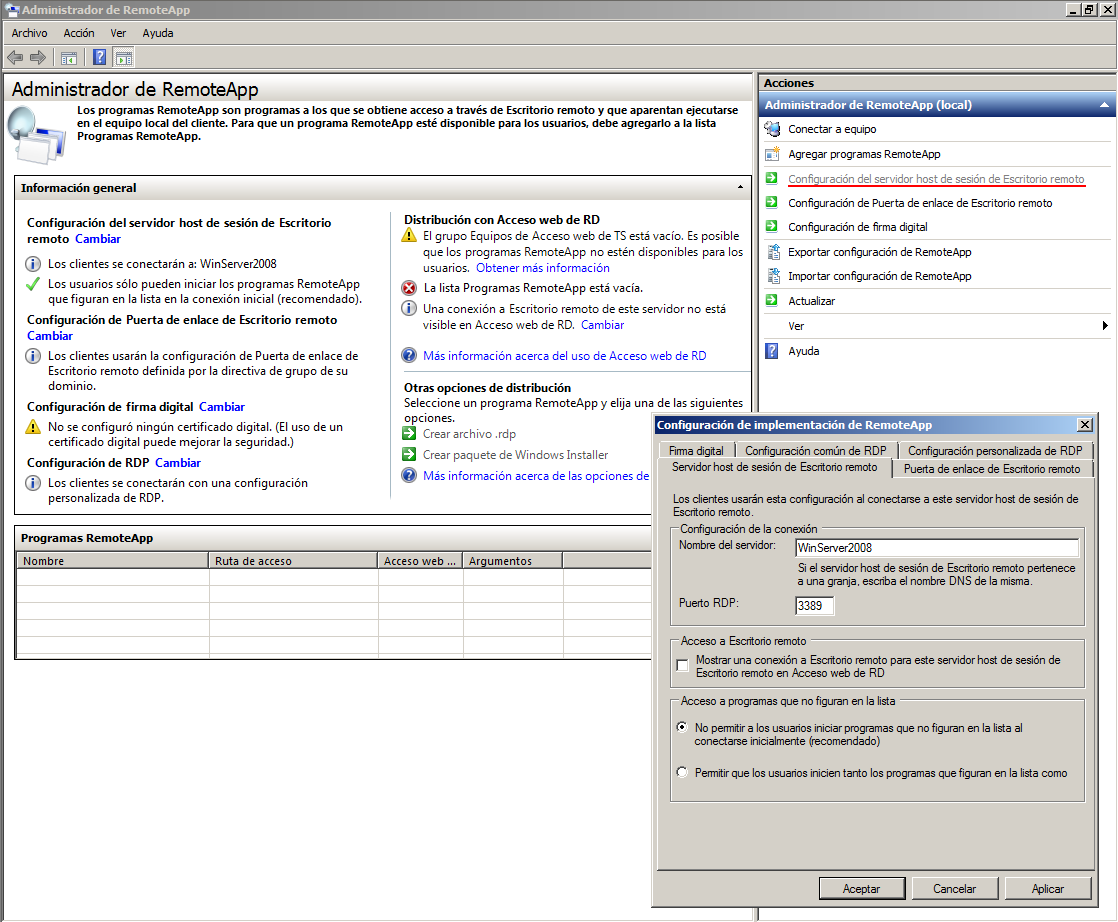 Administrador de RemoteApp
Archivo Acción Ver Ayuda
Administrador de RemoteApp
Los programas RemoteApp son programas a los que se obtiene acceso a través de Escritorio remoto y que aparentan ejecutarse
en el equipo local del cliente. Para que un programa RemoteApp esté disponible para los usuarios, debe agregarlo a la lista
Programas RemoteApp.
Información general
Configuración del servidor host de sesión de Escritorio
remoto Cambiar
Los clientes se conectarán a: WinServer2008
Los usuarios sólo pueden iniciar los programas RemoteApp
que figuran en la lista en la conexión inicial (recomendado).
Configuración de Puerta de enlace de Escritorio remoto
Cambiar
Los clientes usarán la configuración de Puerta de enlace de
Escritorio remoto definida por la directiva de grupo de su
dominio.
Configuración de firma digital Cambiar
No se configuró ningún certificado digital. (El uso de un
certificado digital puede mejorar la seguridad.)
Configuración de RDP Cambiar
Los clientes se conectarán con una configuración
personalizada de RDP.
Distribución con Acceso web de RD
El grupo Equipos de Acceso web de TS está vacío. Es posible
que los programas RemoteApp no estén disponibles para los
usuarios. Obtener más información
La lista Programas RemoteApp está vacía.
Una conexión a Escritorio remoto de este servidor no está
visible en Acceso web de RD. Cambiar
Más información acerca del uso de Acceso web de RD
Otras opciones de distribución
Seleccione un programa RemoteApp y elija una de las siguientes
opciones.
Crear archivo .rdp
Crear paquete de Windows Installer
Más información acerca de las opciones de
Programas RemoteApp
Nombre Ruta de acceso Acceso web ... Argumentos
Acciones
Administrador de RemoteApp (local)
Conectar a equipo
Agregar programas RemoteApp
Configuración del servidor host de sesión de Escritorio remoto
Configuración de Puerta de enlace de Escritorio remoto
Configuración de firma digital
Exportar configuración de RemoteApp
Importar configuración de RemoteApp
Actualizar
Ver
Ayuda
Configuración de implementación de RemoteApp
Firma digital Configuración común de RDP Configuración personalizada de RDP
Servidor host de sesión de Escritorio remoto Puerta de enlace de Escritorio remoto
Los clientes usarán esta configuración al conectarse a este servidor host de sesión de
Escritorio remoto.
Configuración de la conexión
Nombre del servidor: WinServer2008
Si el servidor host de sesión de Escritorio remoto pertenece
a una granja, escriba el nombre DNS de la misma.
Puerto RDP: 3389
Acceso a Escritorio remoto
Mostrar una conexión a Escritorio remoto para este servidor host de sesión de
Escritorio remoto en Acceso web de RD
Acceso a programas que no figuran en la lista
No permitir a los usuarios iniciar programas que no figuran en la lista al
conectarse inicialmente (recomendado)
Permitir que los usuarios inicien tanto los programas que figuran en la lista como
Aceptar Cancelar Aplicar